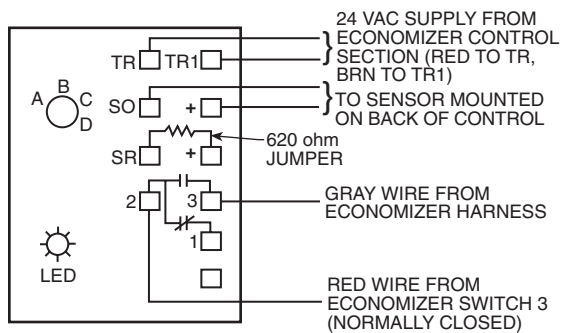 24 VAC SUPPLY FROM
ECONOMIZER CONTROL
SECTION (RED TO TR,
BRN TO TR1)
TR TR1
A B C D
SO +
TO SENSOR MOUNTED
ON BACK OF CONTROL
SR +
620 ohm
JUMPER
2 3
GRAY WIRE FROM
ECONOMIZER HARNESS
1
LED
RED WIRE FROM
ECONOMIZER SWITCH 3
(NORMALLY CLOSED)